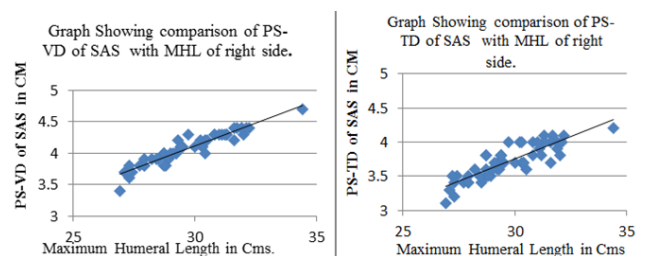 Graph Showing comparison of PS-
VD of SAS with MHL of right side.
PS-VD of SAS in CM
5
4.5
4
3.5
3
25
30
35
Maximum Humeral Length in Cms.
Graph Showing comparison of PS-
TD of SAS with MHL of right
side.
PS-TD of SAS in CM
5
4.5
4
3.5
3
25
30
35
Maximum Humeral Length in Cms